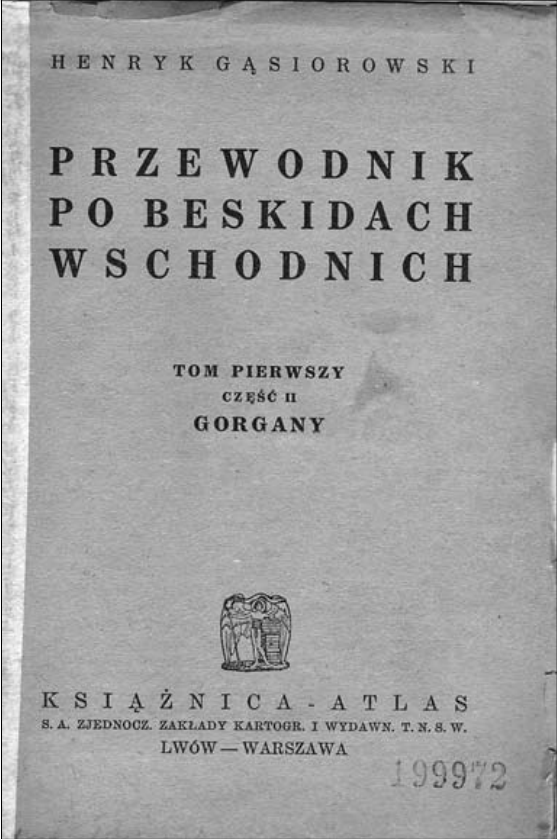 HENRYK GĄSIOROWSKI
PRZEWODNIK
PO BESKIDACH
WSCHODNICH
TOM PIERWSZY
CZĘŚĆ II
GORGANY
KSIĄŻNICA-ATLAS
S. A. ZJEDNOCZ. ZAKŁADY KARTOGR. I WYDAWN. T. N. S. W.
LWÓW — WARSZAWA
199972